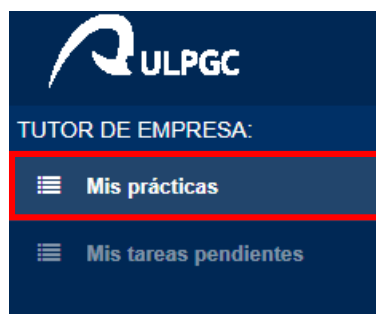 ULPGC
TUTOR DE EMPRESA:
Mis prácticas
Mis tareas pendientes